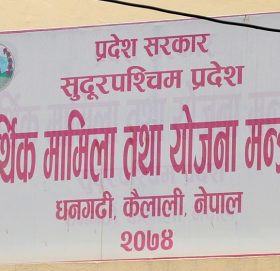 प्रदेश सरकार
सुदूरपश्चिम प्रदेश
मामिला तथा योजना
धनगढी, कैलाली, नेपाल
२०७४